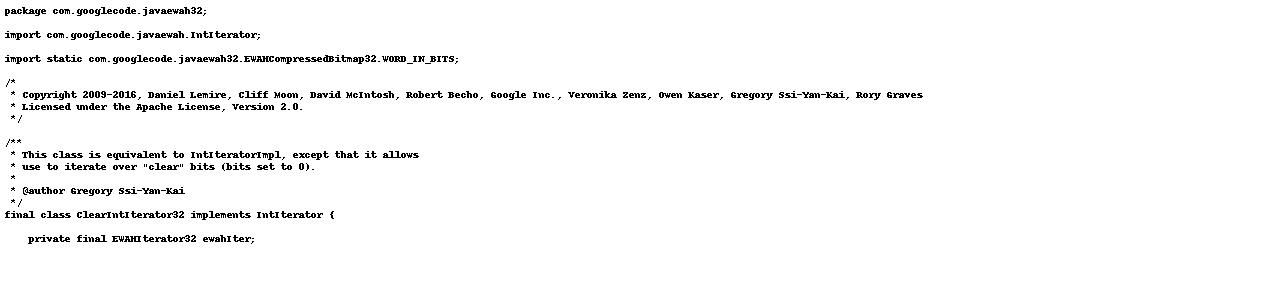 package com.googlecode.javaewah32;

import com.googlecode.javaewah.IntIterator;

import static com.googlecode.javaewah32.EWAHCompressedBitmap32.WORD_IN_BITS;

/*
 * Copyright 2009-2016, Daniel Lemire, Cliff Moon, David McIntosh, Robert Becho, Google Inc., Veronika Zenz, Owen Kaser, Gregory Ssi-Yan-Kai, Rory Graves
 * Licensed under the Apache License, Version 2.0.
 */

/**
 * This class is equivalent to IntIteratorImpl, except that it allows
 * use to iterate over "clear" bits (bits set to 0).
 *
 * @author Gregory Ssi-Yan-Kai
 */
final class ClearIntIterator32 implements IntIterator {

    private final EWAHIterator32 ewahIter;